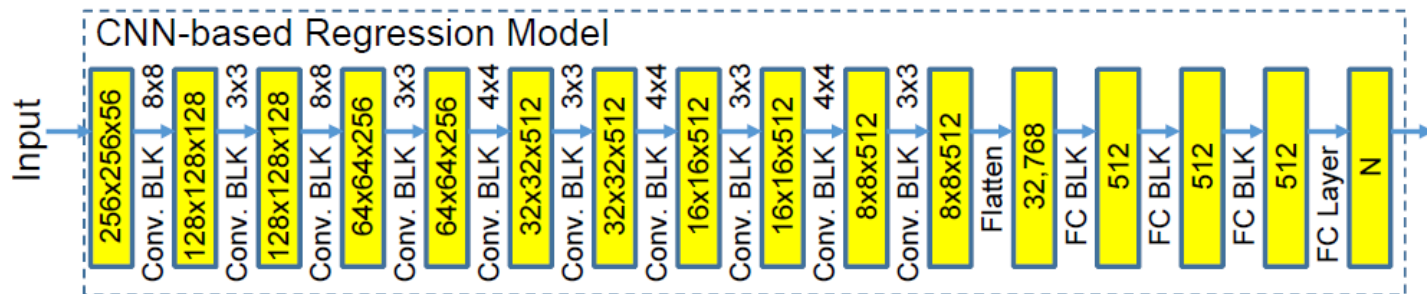 CNN-based Regression Model
Input
256x256x56
Conv. BLK 8x8
128x128x128
Conv. BLK 3x3
128x128x128
Conv. BLK 8x8
64x64x256
Conv. BLK 3x3
64x64x256
Conv. BLK 4x4
32x32x512
Conv. BLK 3x3
32x32x512
Conv. BLK 4x4
16x16x512
Conv. BLK 3x3
16x16x512
Conv. BLK 4x4
8x8x512
Conv. BLK 3x3
8x8x512
Flatten
32,768
FC BLK
512
FC BLK
512
FC BLK
512
FC Layer
N